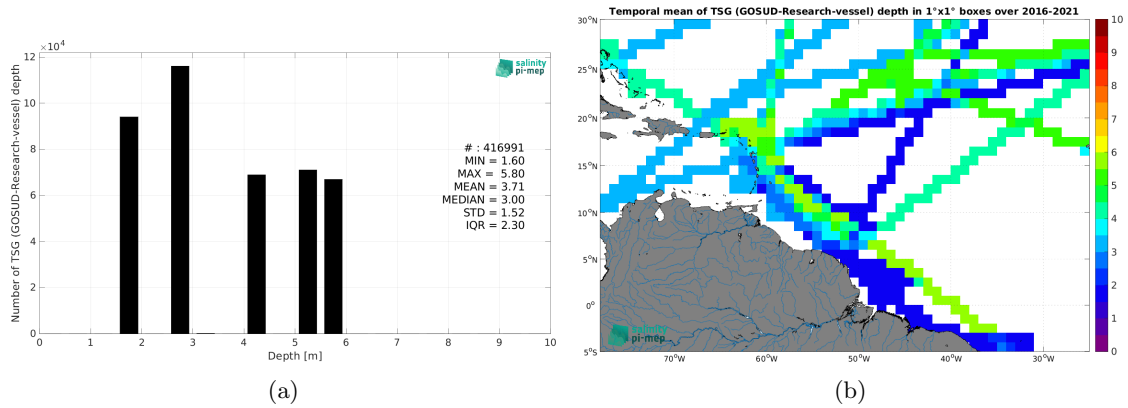 ×10⁴
12
10
8
6
4
2
0
Number of TSG (GOSUD-Research-vessel) depth
salinity
pi-mep
# : 416991
MIN = 1.60
MAX = 5.80
MEAN = 3.71
MEDIAN = 3.00
STD = 1.52
IQR = 2.30
0 1 2 3 4 5 6 7 8 9 10
Depth [m]
(a)
Temporal mean of TSG (GOSUD-Research-vessel) depth in 1°x1° boxes over 2016-2021
30°N
25°N
20°N
15°N
10°N
5°N
0°
5°S
70°W 60°W 50°W 40°W 30°W
salinity
pi-mep
10
9
8
7
6
5
4
3
2
1
0
(b)